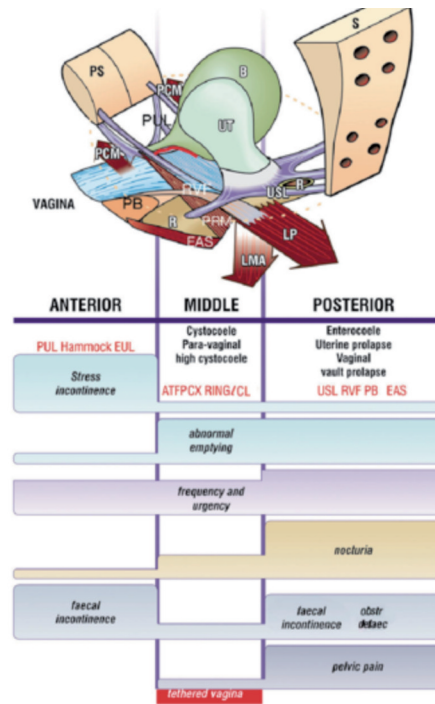 S
PS
B
PCM
PUL
UT
PCM
RVF
USL
R
VAGINA
PB
R
PRM
LP
EAS
LMA
ANTERIOR
MIDDLE
POSTERIOR
PUL Hammock EUL
Cystocoele
Para-vaginal
high cystocoele
Enterocoele
Uterine prolapse
Vaginal
vault prolapse
Stress
incontinence
ATFPCX RING/CL
USL RVF PB EAS
abnormal
emptying
frequency and
urgency
nocturia
faecal
incontinence
faecal
incontinence
obstr
pelvic pain
tethered vagina